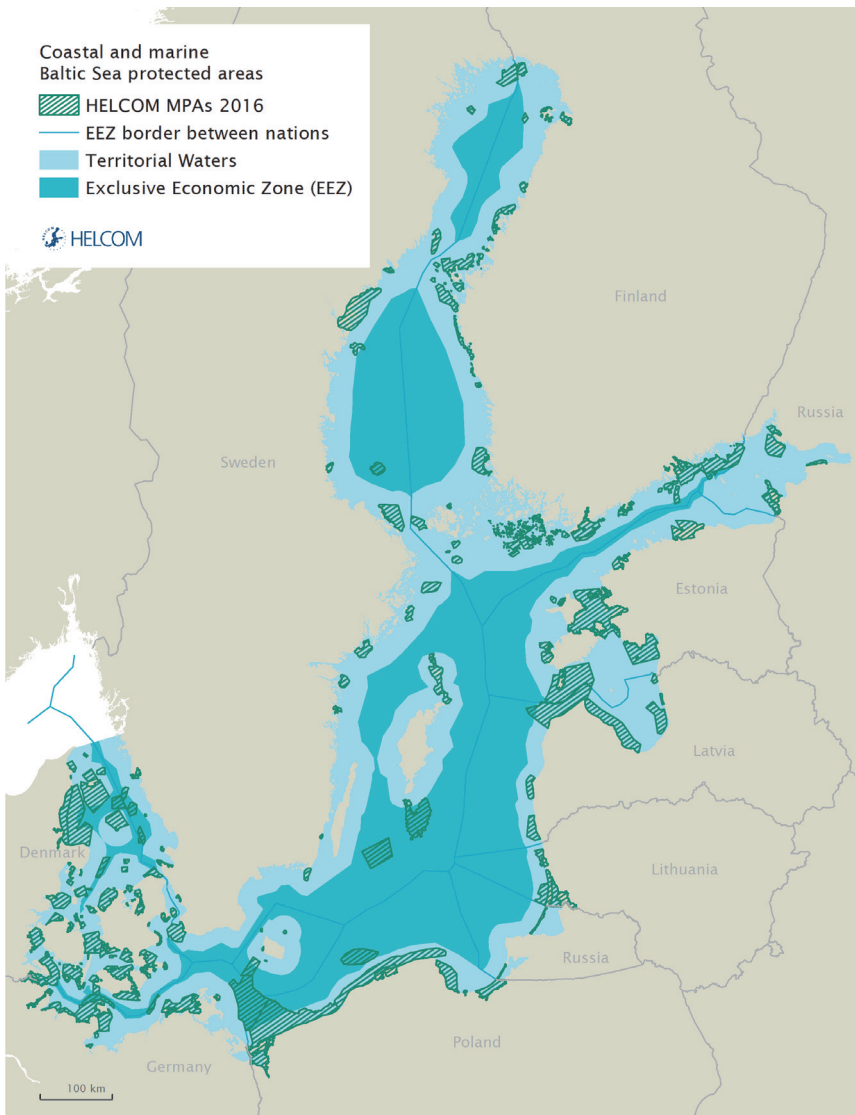 Coastal and marine
Baltic Sea protected areas
HELCOM MPAs 2016
EEZ border between nations
Territorial Waters
Exclusive Economic Zone (EEZ)
HELCOM
Finland
Russia
Sweden
Estonia
Latvia
Denmark
Lithuania
Russia
Poland
Germany
100 km